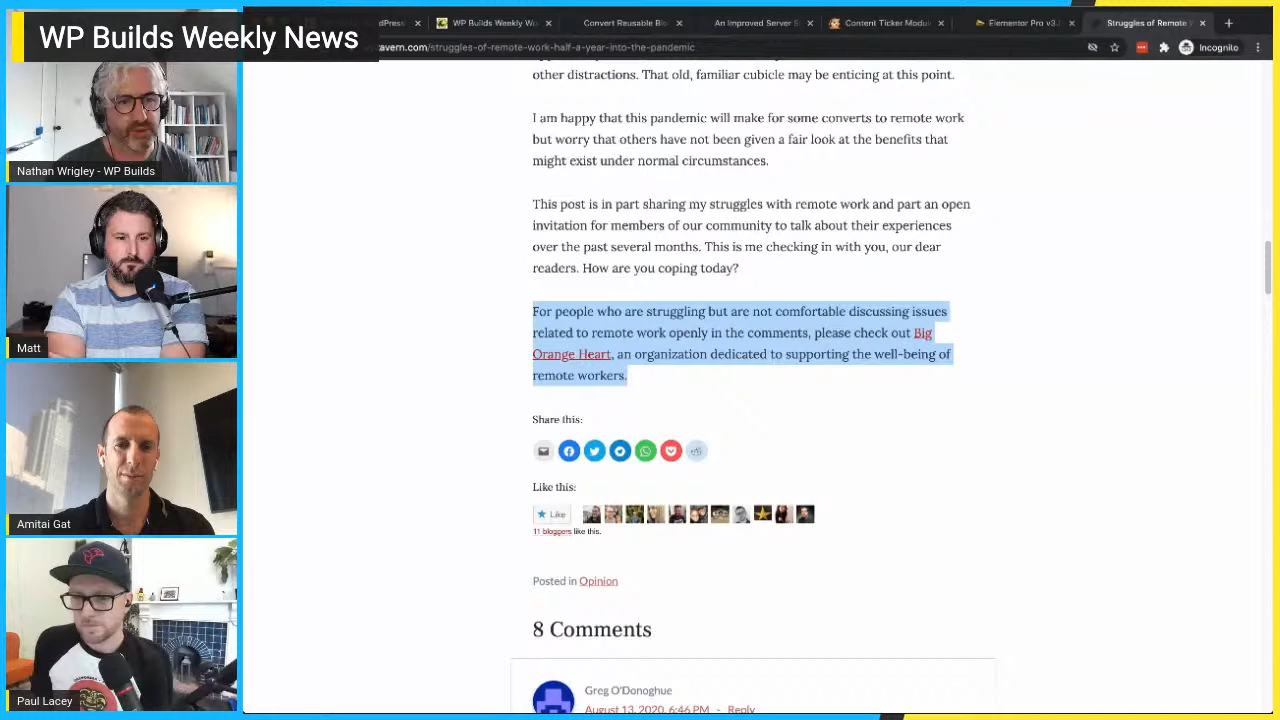 WP Builds Weekly News
WP Builds Weekly Wo
Convert Reusable Blo
An Improved Server S
Content Ticker Modul
Elementor Pro v3.
Struggles of Remote W
avern.com/struggles-of-remote-work-half-a-year-into-the-pandemic
Incognito
other distractions. That old, familiar cubicle may be enticing at this point.
I am happy that this pandemic will make for some converts to remote work
but worry that others have not been given a fair look at the benefits that
might exist under normal circumstances.
This post is in part sharing my struggles with remote work and part an open
invitation for members of our community to talk about their experiences
over the past several months. This is me checking in with you, our dear
readers. How are you coping today?
For people who are struggling but are not comfortable discussing issues
related to remote work openly in the comments, please check out Big
Orange Heart, an organization dedicated to supporting the well-being of
remote workers.
Share this:
Like this:
Like
11 bloggers like this.
Posted in Opinion
8 Comments
Greg O'Donoghue
August 13, 2020, 6:46 PM - Reply
Nathan Wrigley - WP Builds
Matt
Amitai Gat
Paul Lacey